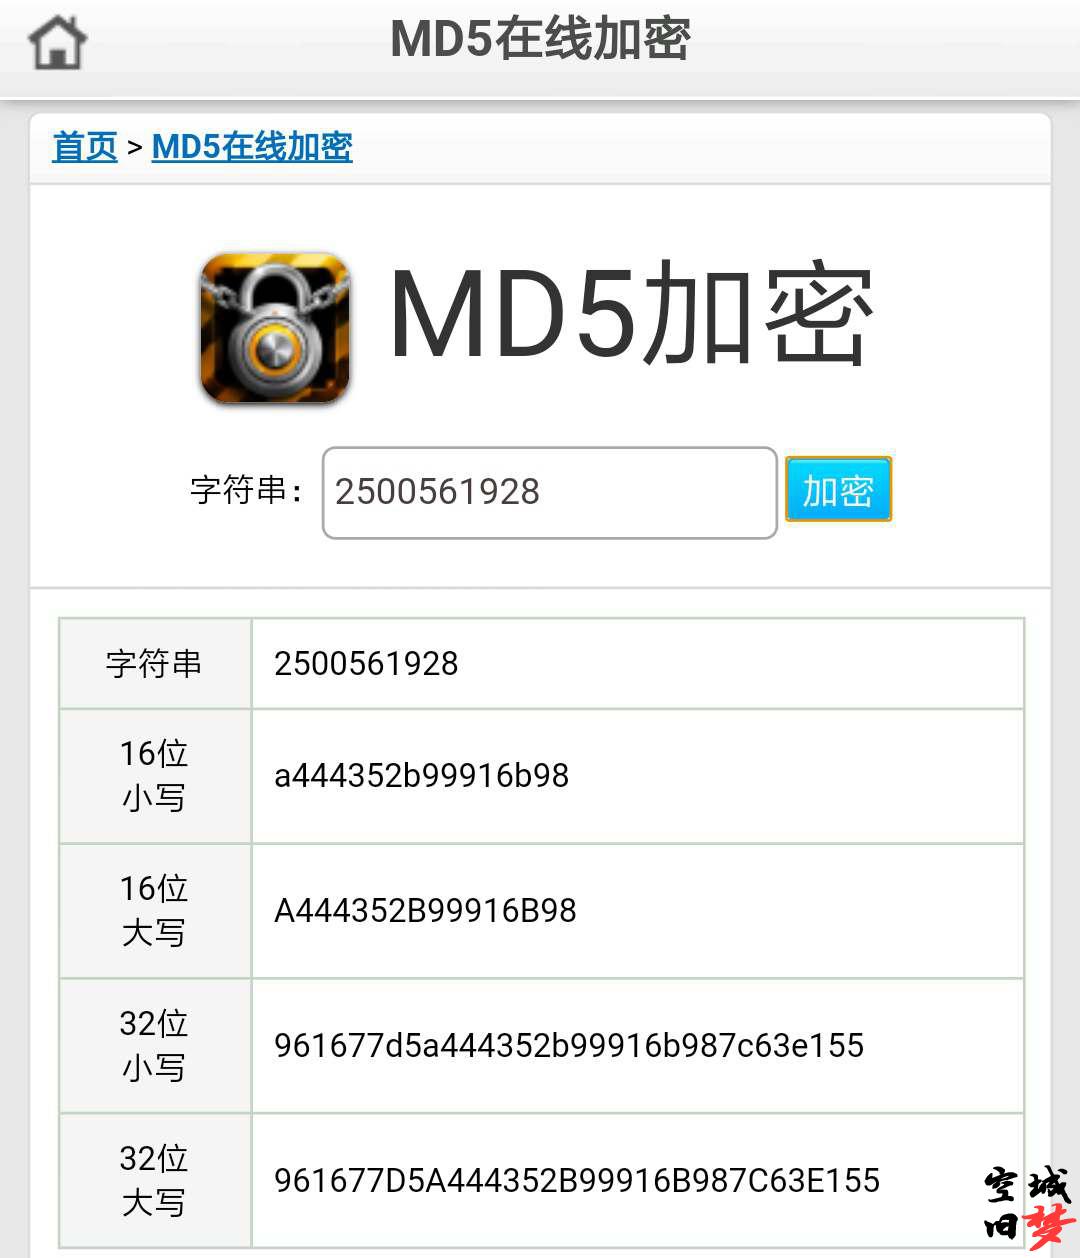 MD5在线加密
首页 > MD5在线加密
MD5加密
字符串： 2500561928 加密
字符串 2500561928
16位
小写
a444352b99916b98
16位
大写
A444352B99916B98
32位
小写
961677d5a444352b99916b987c63e155
32位
大写
961677D5A444352B99916B987C63E155
空城
旧梦